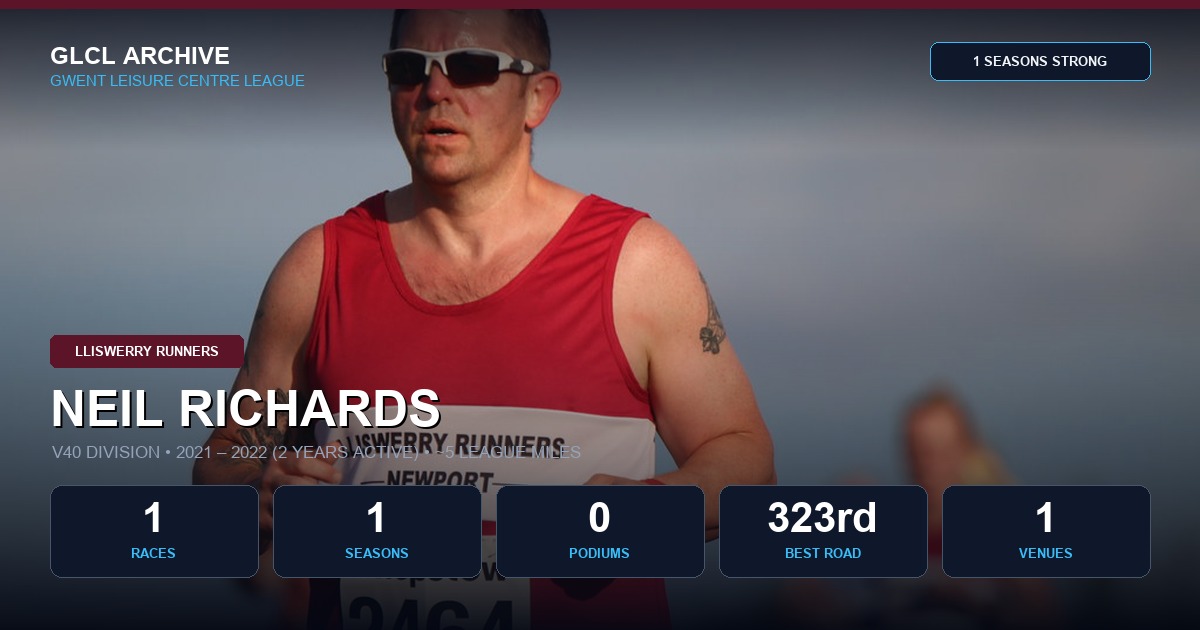 GLCL ARCHIVE
GWENT LEISURE CENTRE LEAGUE
1 SEASONS STRONG
LLISWERRY RUNNERS
NEIL RICHARDS
LLISWERRY RUNNERS
V40 DIVISION • 2021 – 2022 (2 YEARS ACTIVE) • ~5 LEAGUE MILES
NEWPORT
1
RACES
1
SEASONS
0
PODIUMS
323rd
BEST ROAD
1
VENUES
2464